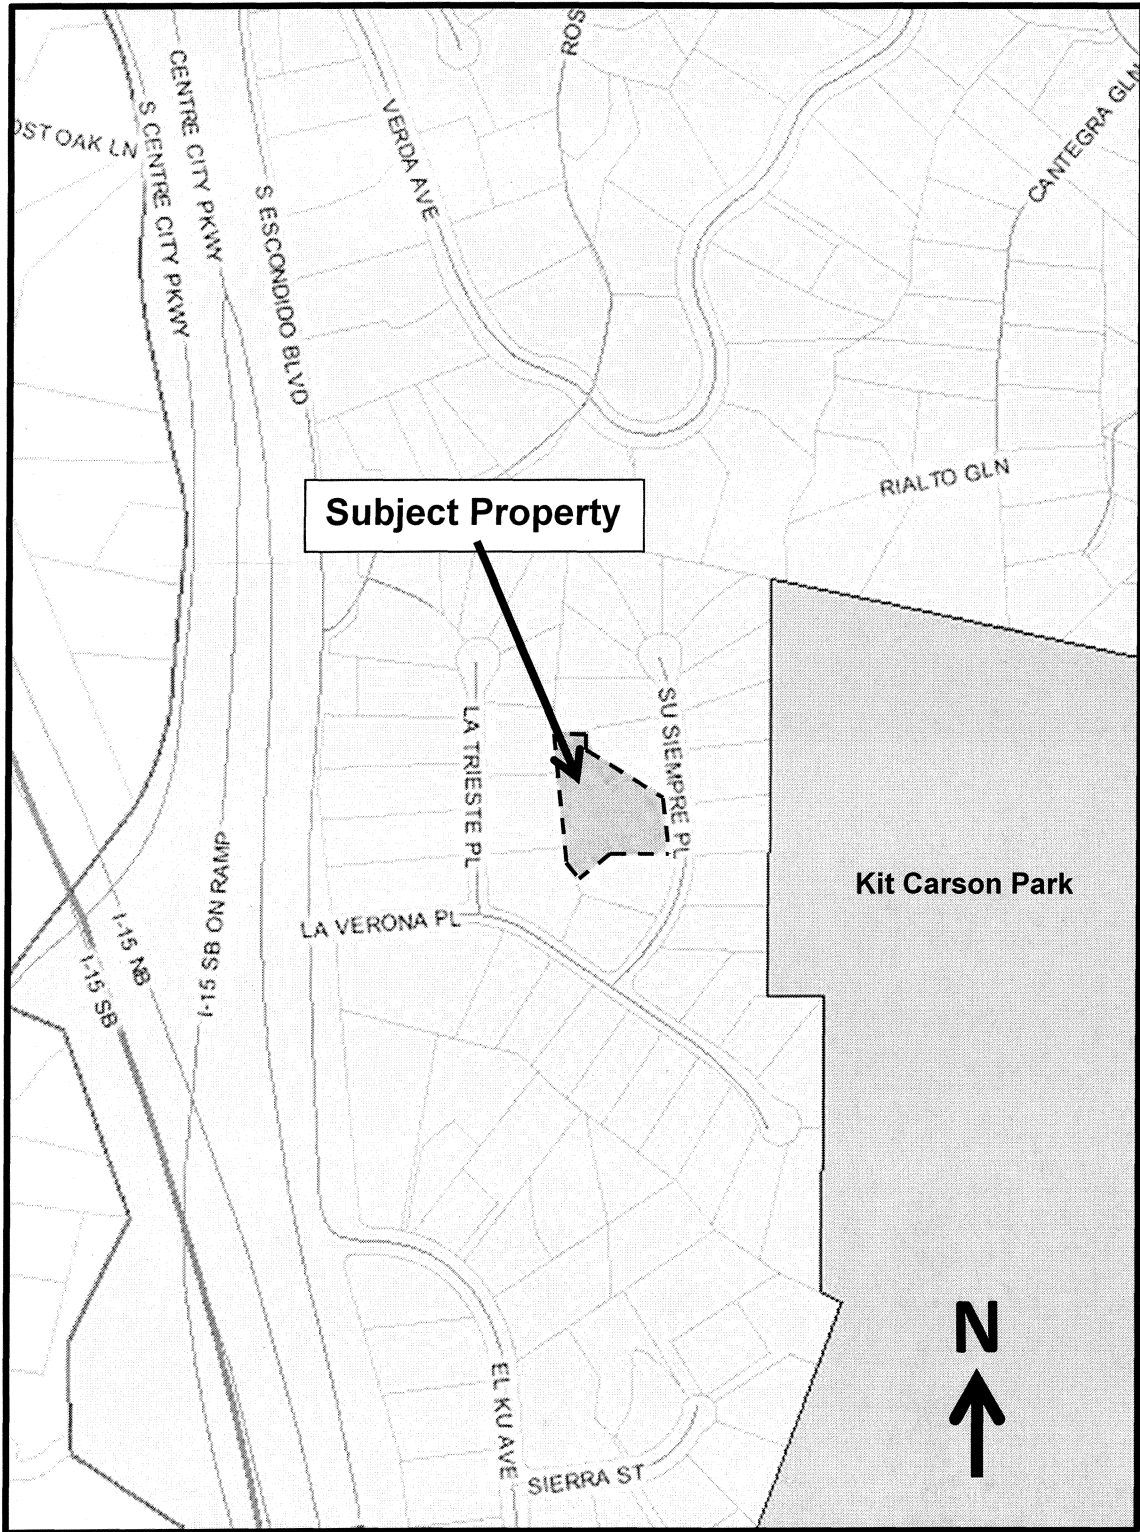 ROS
CENTRE CITY PKWY
S CENTRE CITY PKWY
VERDA AVE
CANTEGRA GLN
OAK LN
S ESCONDIDO BLVD
RIALTO GLN
Subject Property
LA TRIESTE PL
SU SIEMPRE PL
Kit Carson Park
LA VERONA PL
I-15 SB ON RAMP
I-15 NB
I-15 SB
N
EL KU AVE
SIERRA ST